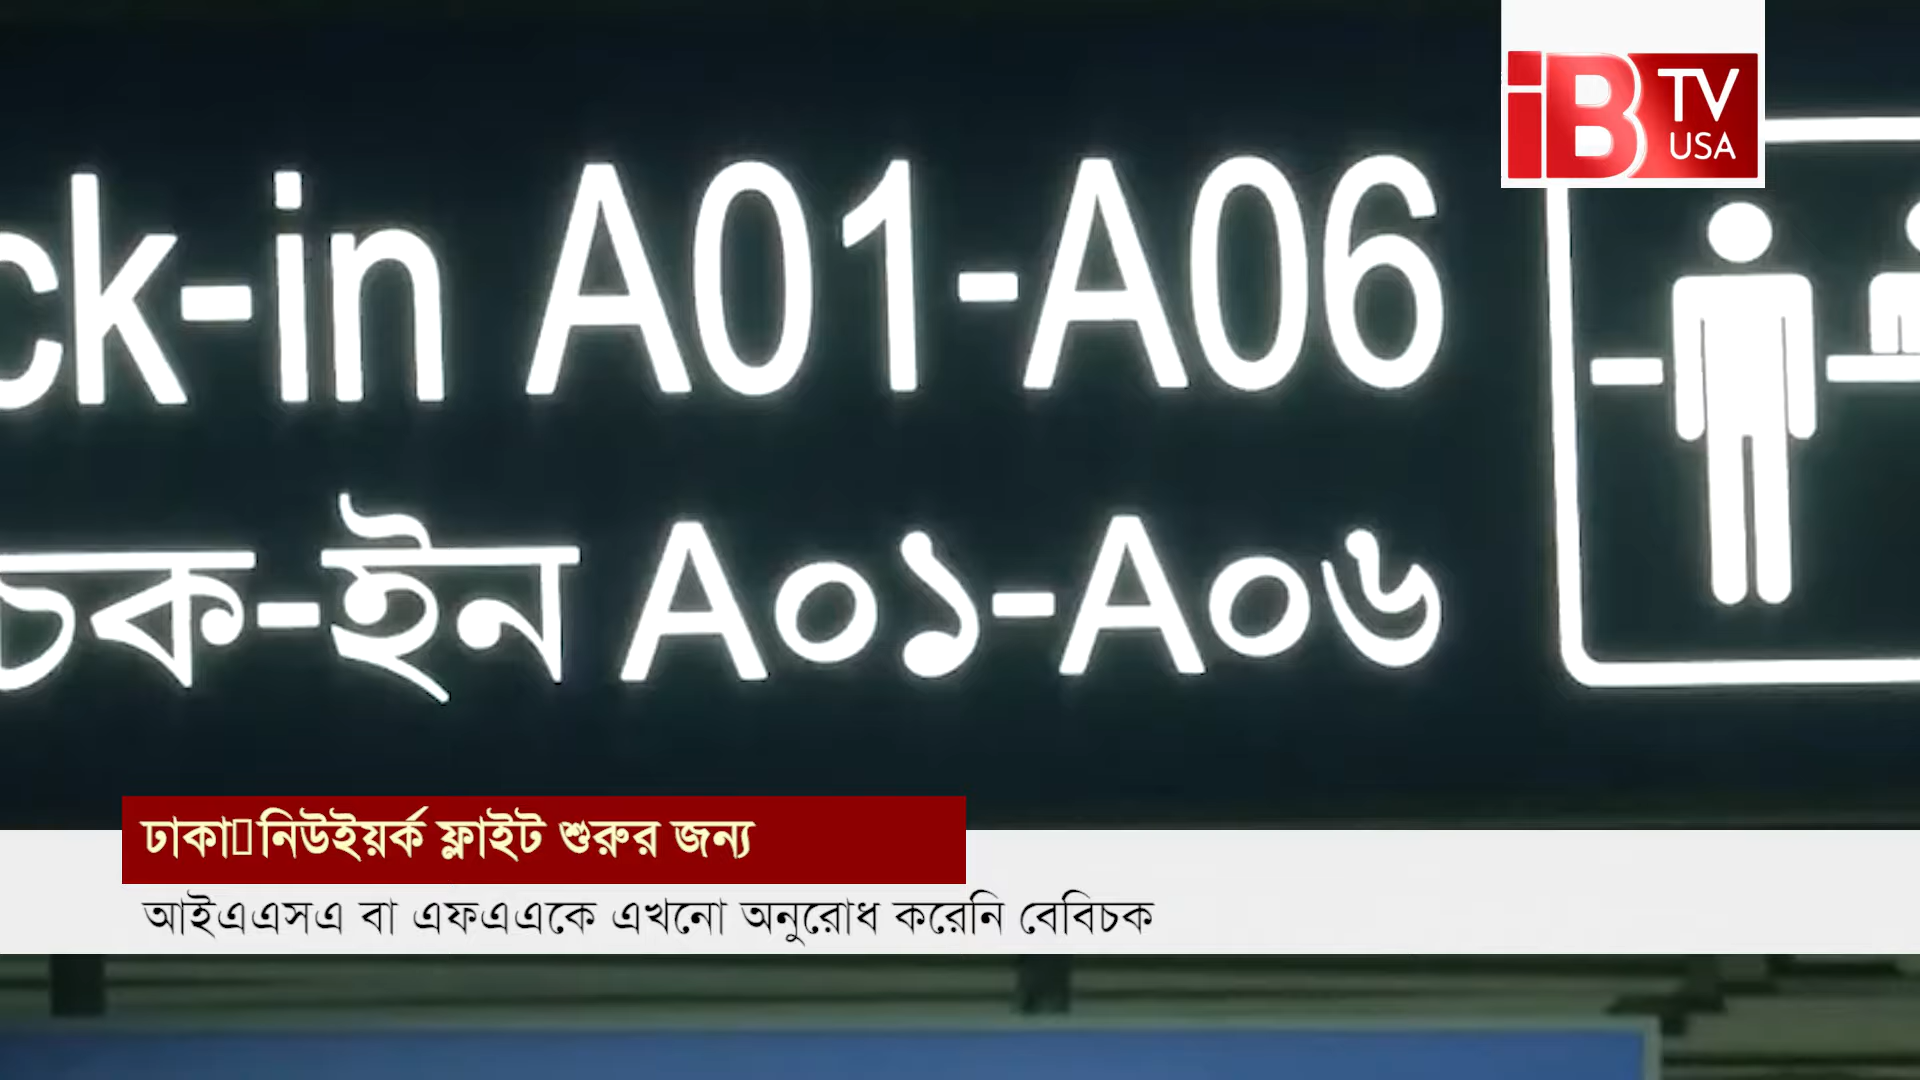 iB TV
USA
ck-in A01-A06
চক-ইন A০১-A০৬
ঢাকা▯নিউইয়র্ক ফ্লাইট শুরুর জন্য
আইএএসএ বা এফএএকে এখনো অনুরোধ করেনি বেবিচক